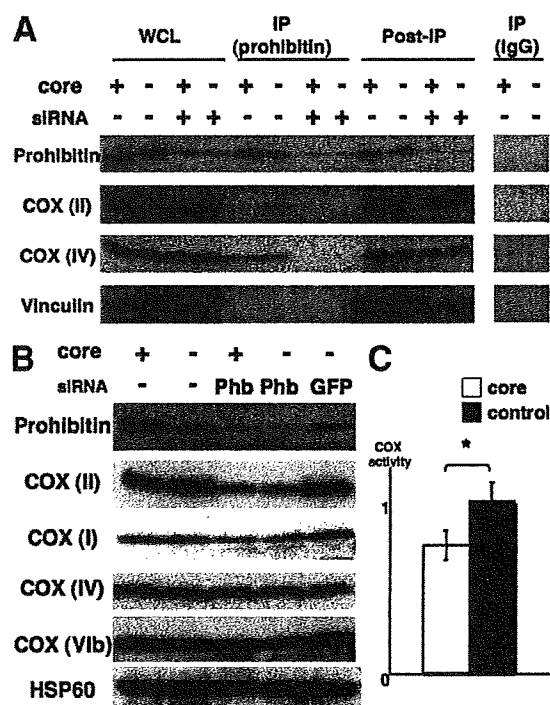 A
WCL
IP (prohibitin)
Post-IP
IP (IgG)
core + - + - + - + - + - + - + -
siRNA - - + + - - + + - - + + - -
Prohibitin
COX (II)
COX (IV)
Vinculin
B
core + - + - -
siRNA - - Phb Phb GFP
Prohibitin
COX (II)
COX (I)
COX (IV)
COX (VIb)
HSP60
C
core
control
COX activity
*
1
0